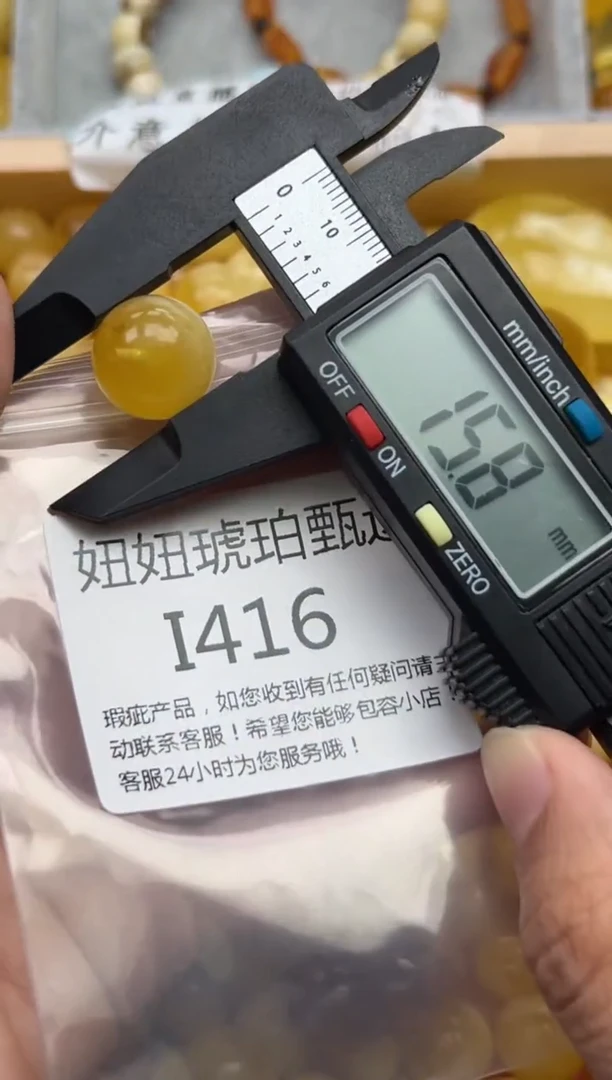 介意
0
10
1 2 3 4 5 6
mm/inch
OFF
ON
15.8
mm
ZERO
妞妞琥珀甄选
I416
瑕疵产品，如您收到有任何疑问请主
动联系客服！希望您能够包容小店！
客服24小时为您服务哦！